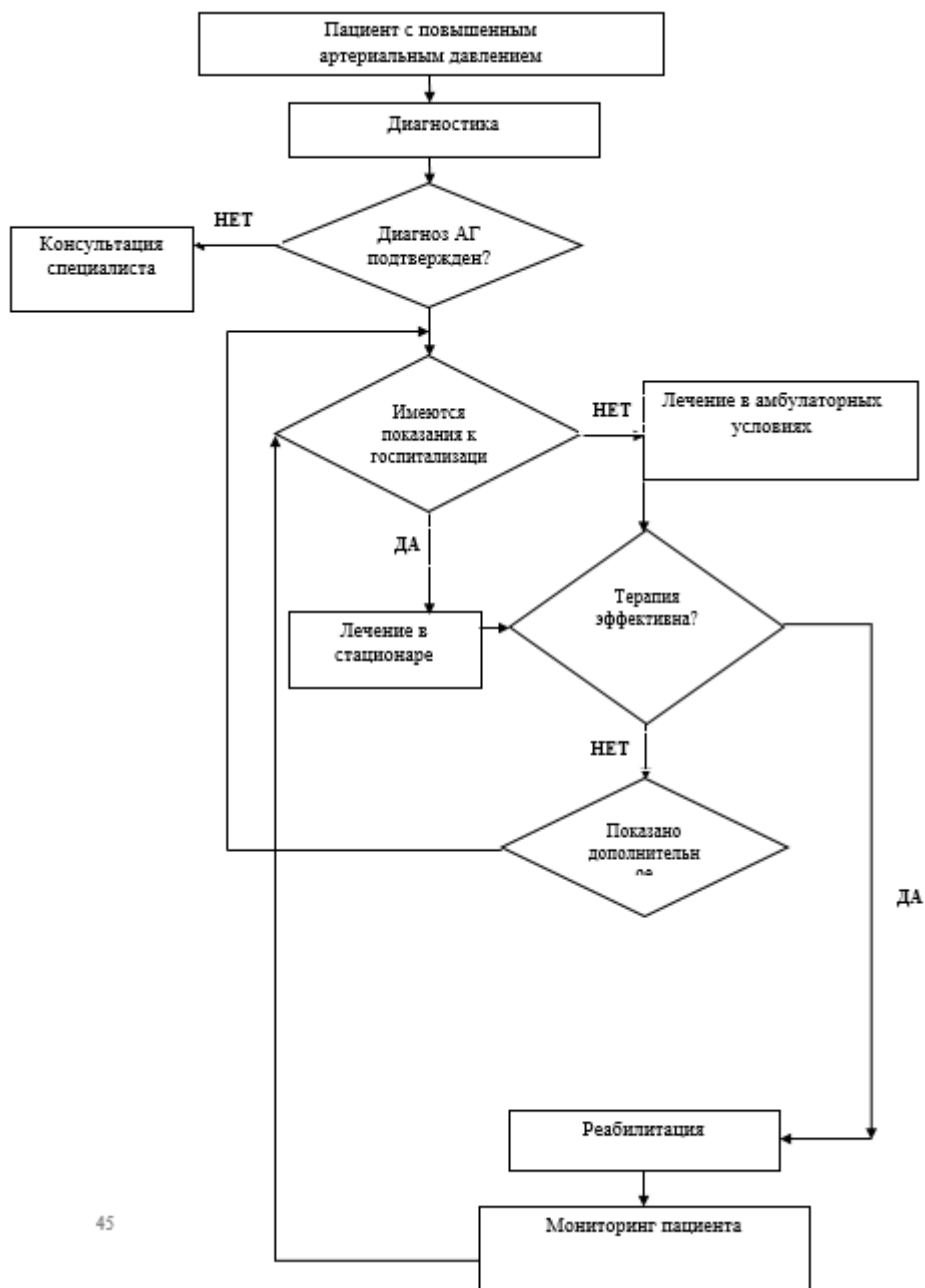 Пациент с повышенным
артериальным давлением
Диагностика
НЕТ
Диагноз АГ
подтвержден?
Консультация
специалиста
Имеются
показания к
госпитализаци
НЕТ
Лечение в амбулаторных
условиях
ДА
Терапия
эффективна?
Лечение в
стационаре
НЕТ
Показано
дополнительн
ое
ДА
Реабилитация
Мониторинг пациента
45